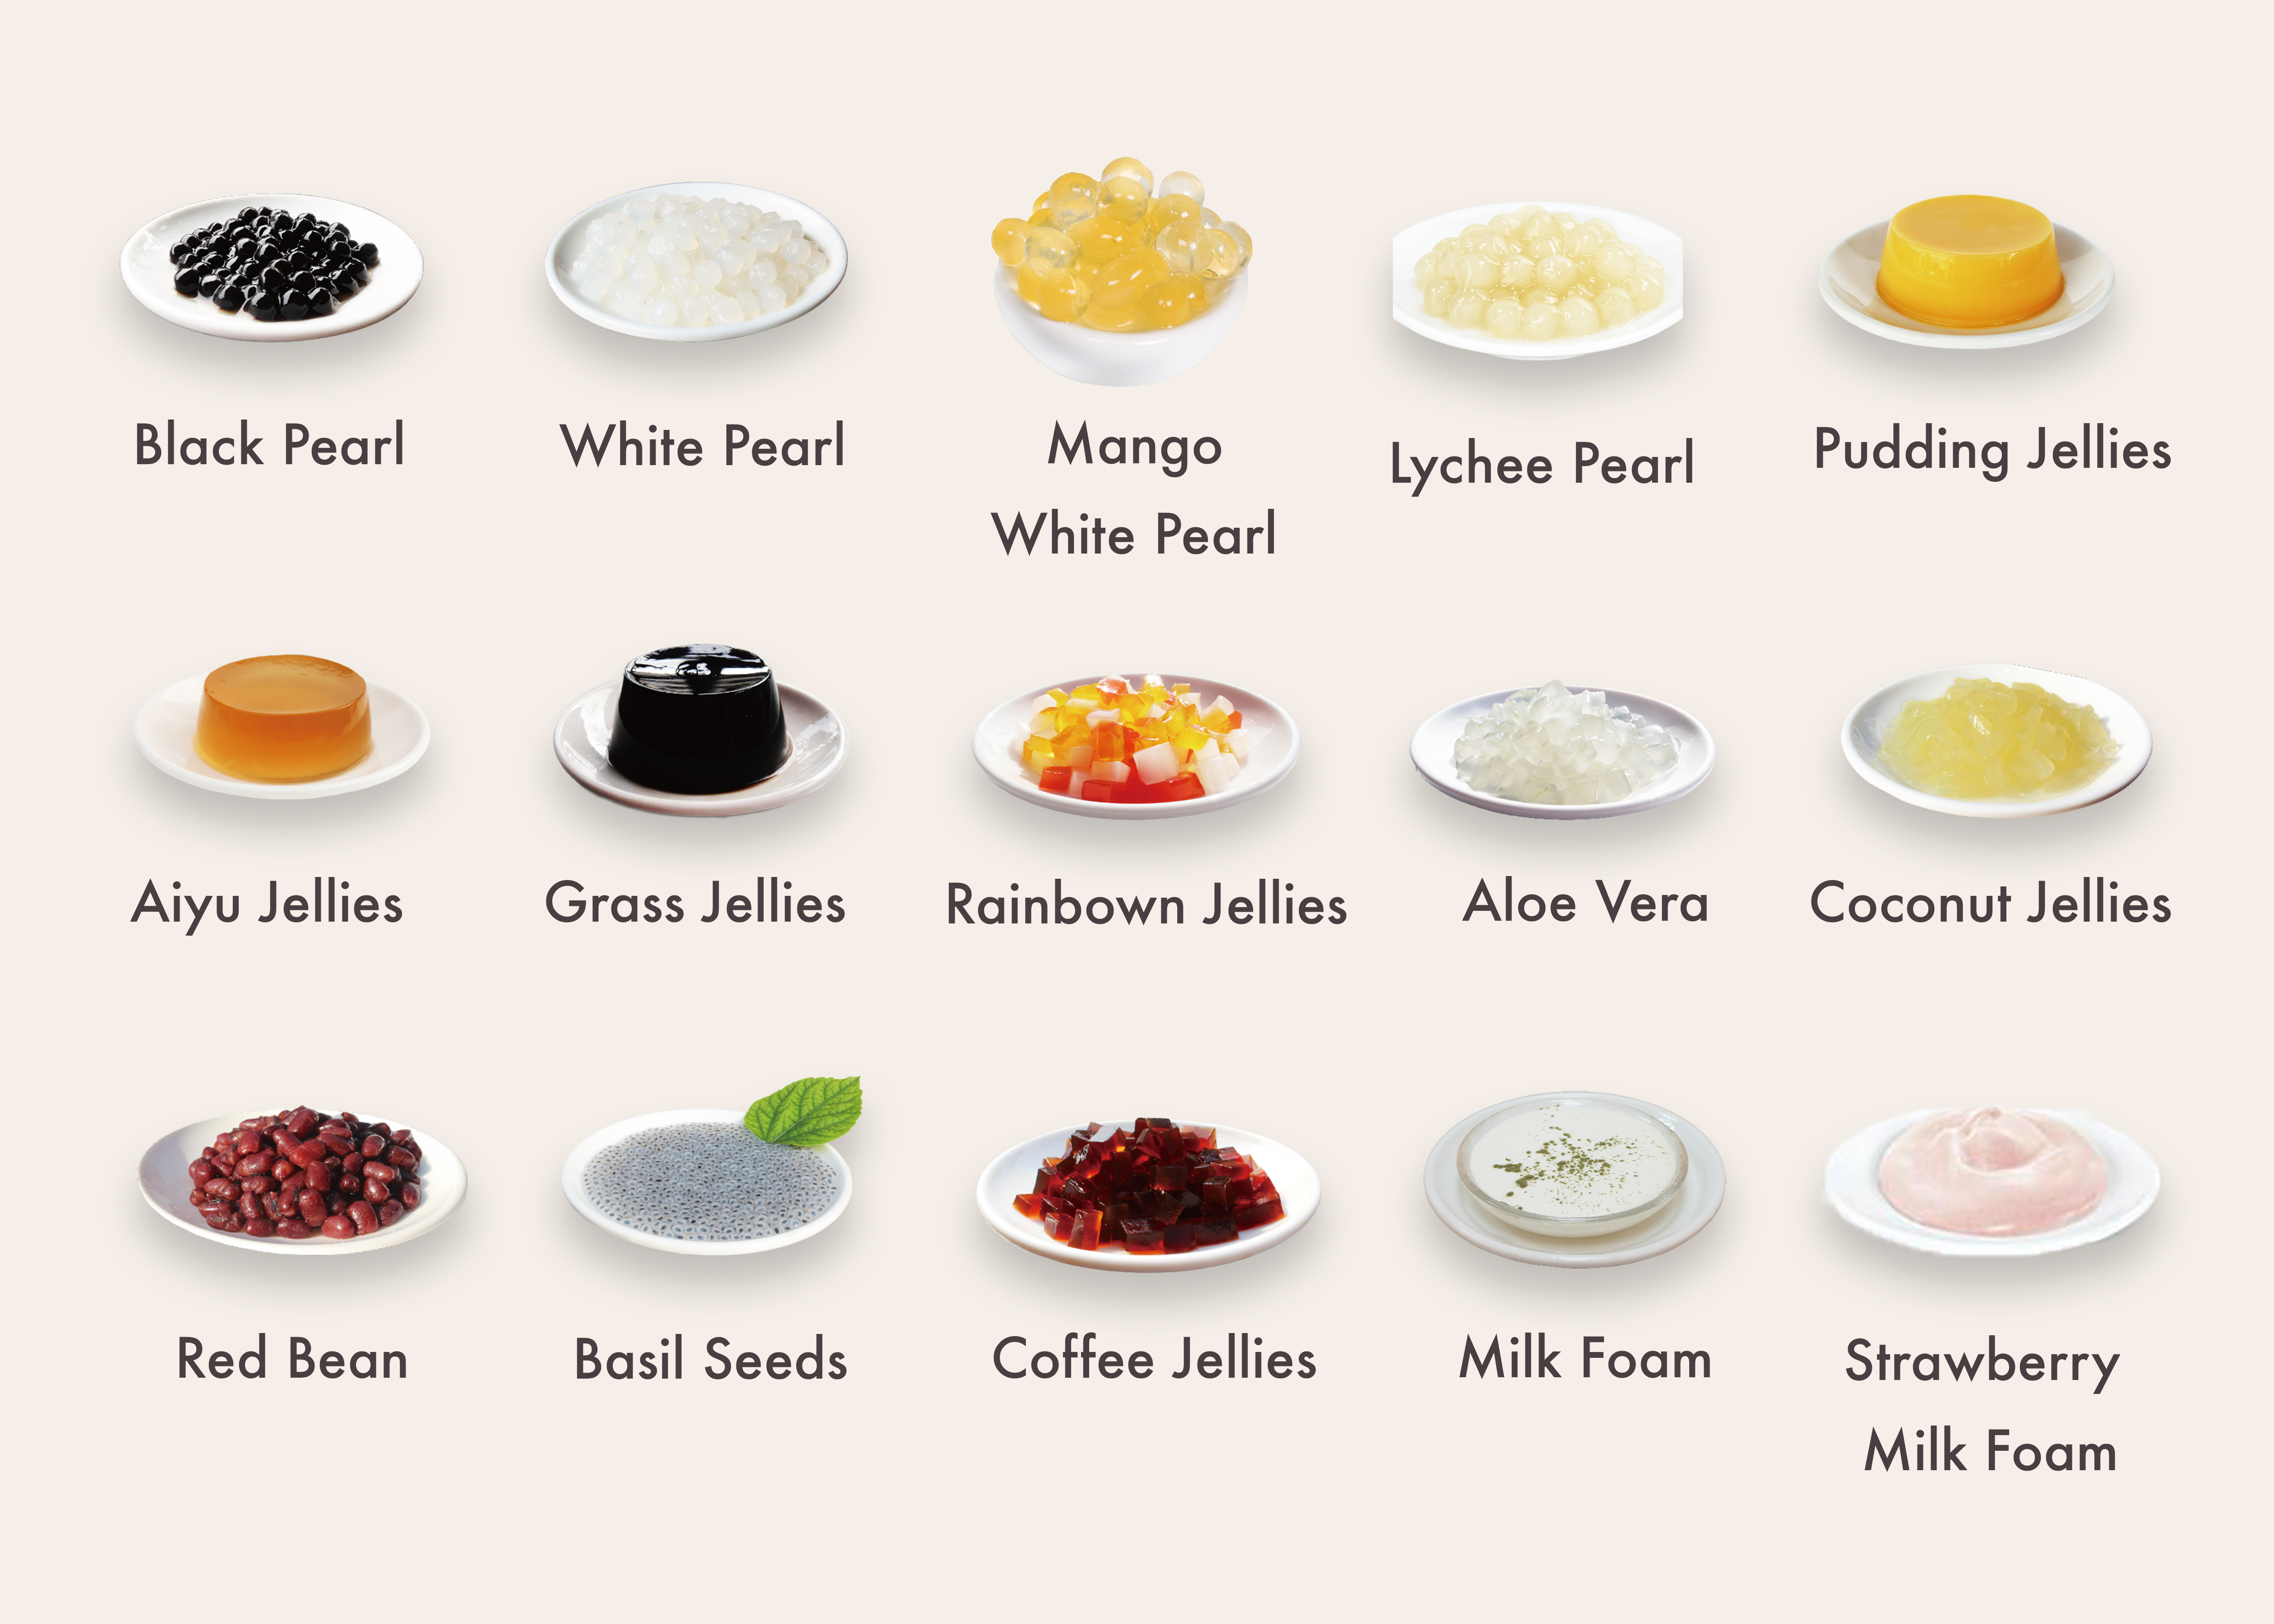 Black Pearl
White Pearl
Mango
White Pearl
Lychee Pearl
Pudding Jellies
Aiyu Jellies
Grass Jellies
Rainbown Jellies
Aloe Vera
Coconut Jellies
Red Bean
Basil Seeds
Coffee Jellies
Milk Foam
Strawberry
Milk Foam